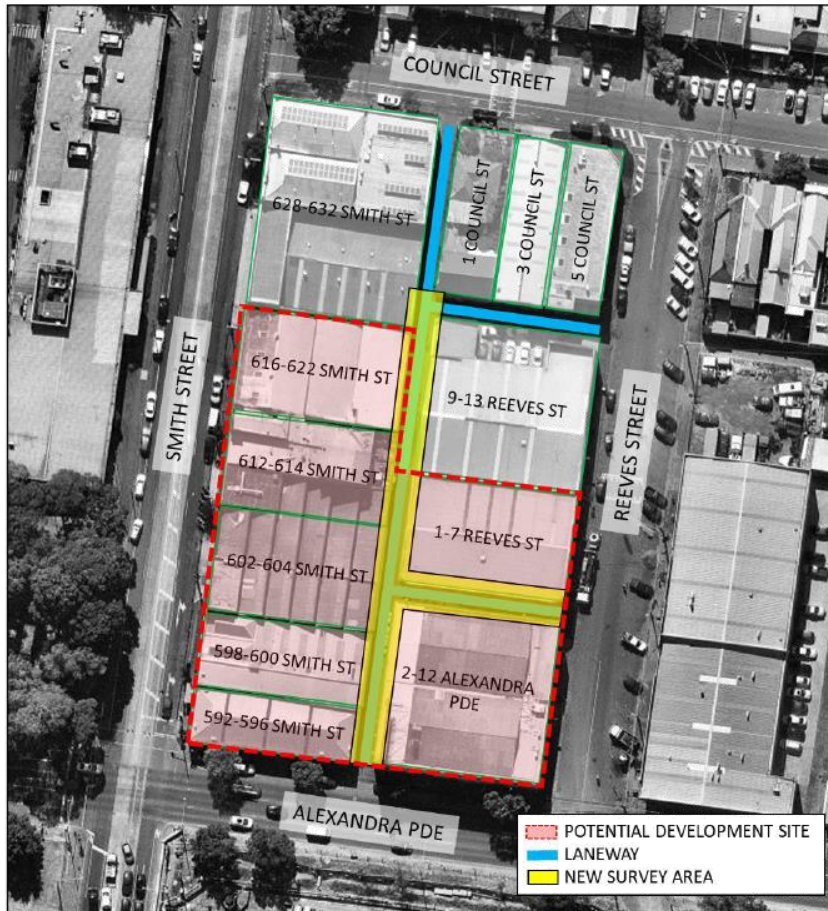 COUNCIL STREET
628-632 SMITH ST
1 COUNCIL ST
3 COUNCIL ST
5 COUNCIL ST
616-622 SMITH ST
9-13 REEVES ST
SMITH STREET
REEVES STREET
612-614 SMITH ST
1-7 REEVES ST
602-604 SMITH ST
598-600 SMITH ST
2-12 ALEXANDRA
PDE
592-596 SMITH ST
ALEXANDRA PDE
POTENTIAL DEVELOPMENT SITE
LANEWAY
NEW SURVEY AREA